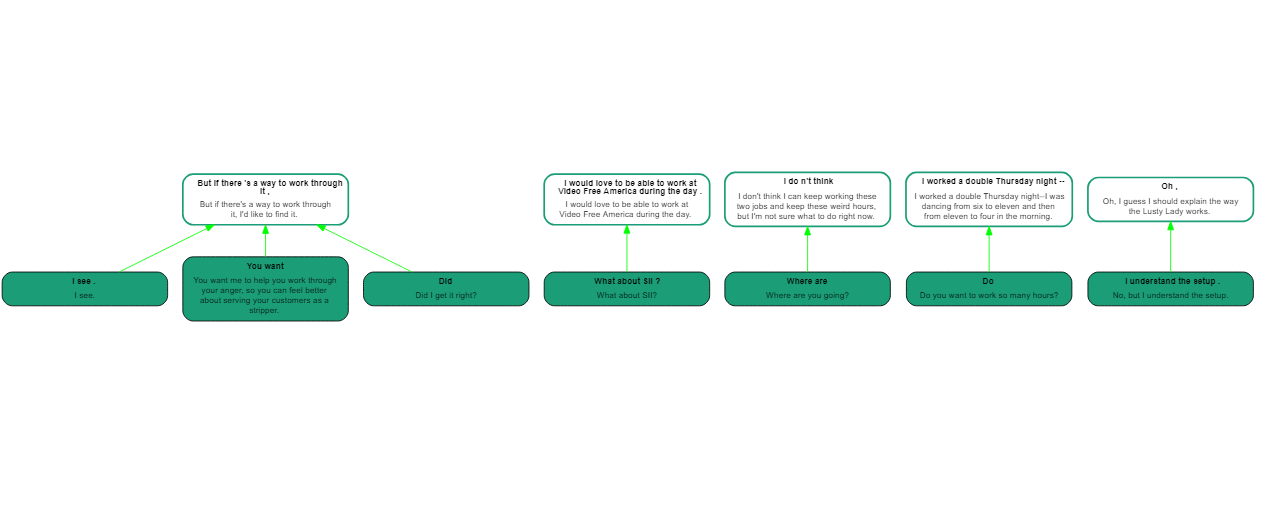 But if there 's a way to work through
it ,
But if there's a way to work through
it, I'd like to find it.
I would love to be able to work at
Video Free America during the day .
I would love to be able to work at
Video Free America during the day.
I do n't think
I don't think I can keep working these
two jobs and keep these weird hours,
but I'm not sure what to do right now.
I worked a double Thursday night --
I worked a double Thursday night--I was
dancing from six to eleven and then
from eleven to four in the morning.
Oh ,
Oh, I guess I should explain the way
the Lusty Lady works.
I see .
I see.
You want
You want me to help you work through
your anger, so you can feel better
about serving your customers as a
stripper.
Did
Did I get it right?
What about SII ?
What about SII?
Where are
Where are you going?
Do
Do you want to work so many hours?
I understand the setup .
No, but I understand the setup.